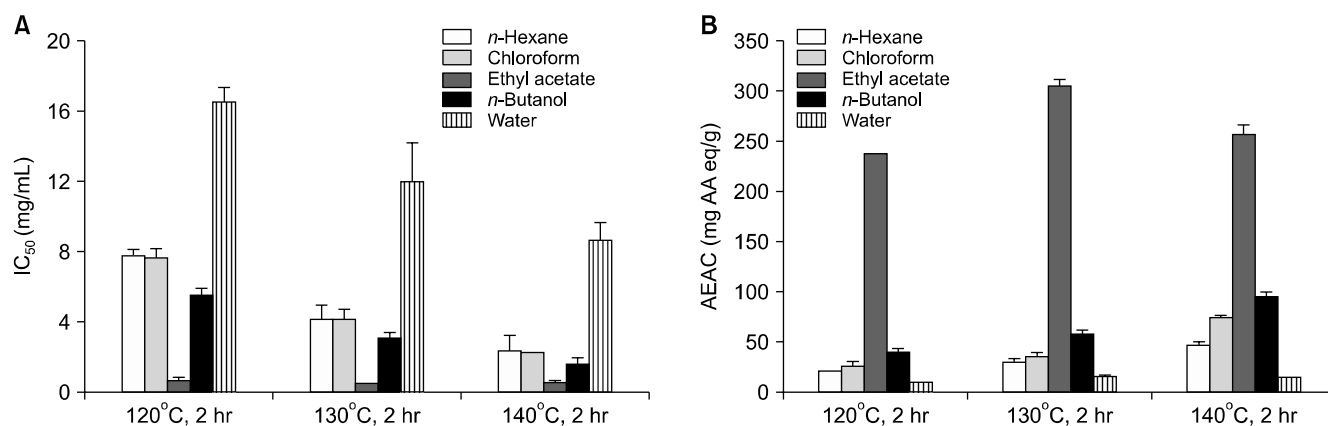 A
20
16
12
8
4
0
IC50 (mg/mL)
n-Hexane
Chloroform
Ethyl acetate
n-Butanol
Water
120°C, 2 hr
130°C, 2 hr
140°C, 2 hr
B
350
300
250
200
150
100
50
0
AEAC (mg AA eq/g)
n-Hexane
Chloroform
Ethyl acetate
n-Butanol
Water
120°C, 2 hr
130°C, 2 hr
140°C, 2 hr